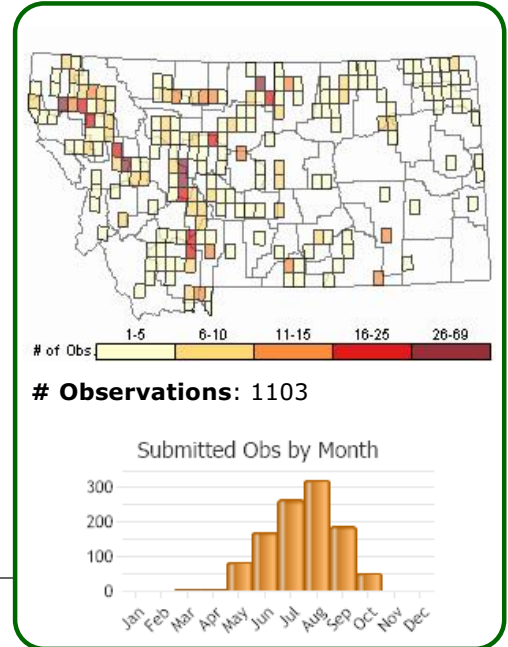 1-5 6-10 11-15 16-25 26-69
# of Obs.
# Observations: 1103
Submitted Obs by Month
300
200
100
0
Jan Feb Mar Apr May Jun Jul Aug Sep Oct Nov Dec